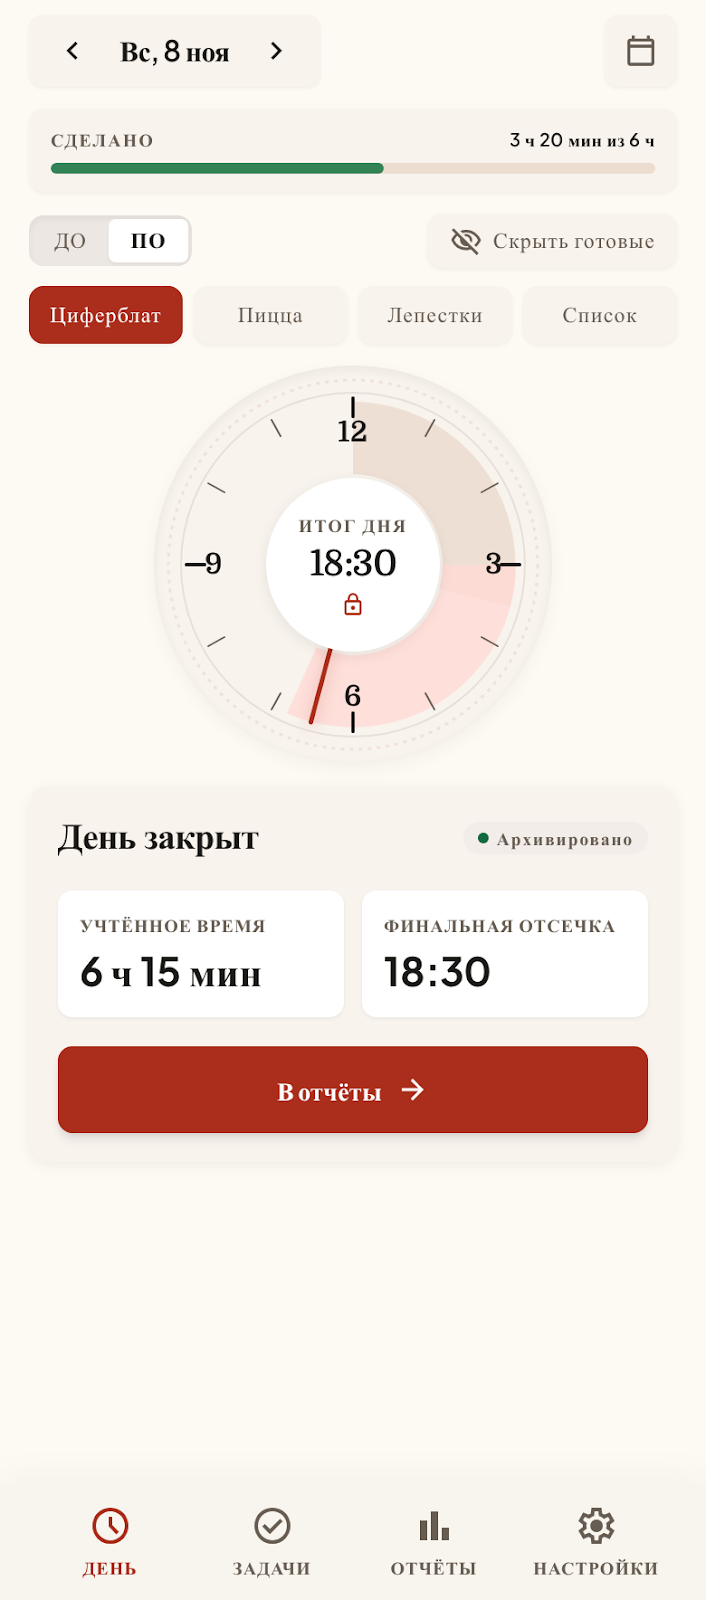 Вс, 8 ноя
СДЕЛАНО
3 ч 20 мин из 6 ч
ДО
ПО
Скрыть готовые
Циферблат
Пицца
Лепестки
Список
12
ИТОГ ДНЯ
18:30
9
3
6
День закрыт
Архивировано
УЧТЁННОЕ ВРЕМЯ
6 ч 15 мин
ФИНАЛЬНАЯ ОТСЕЧКА
18:30
В отчёты
ДЕНЬ
ЗАДАЧИ
ОТЧЁТЫ
НАСТРОЙКИ